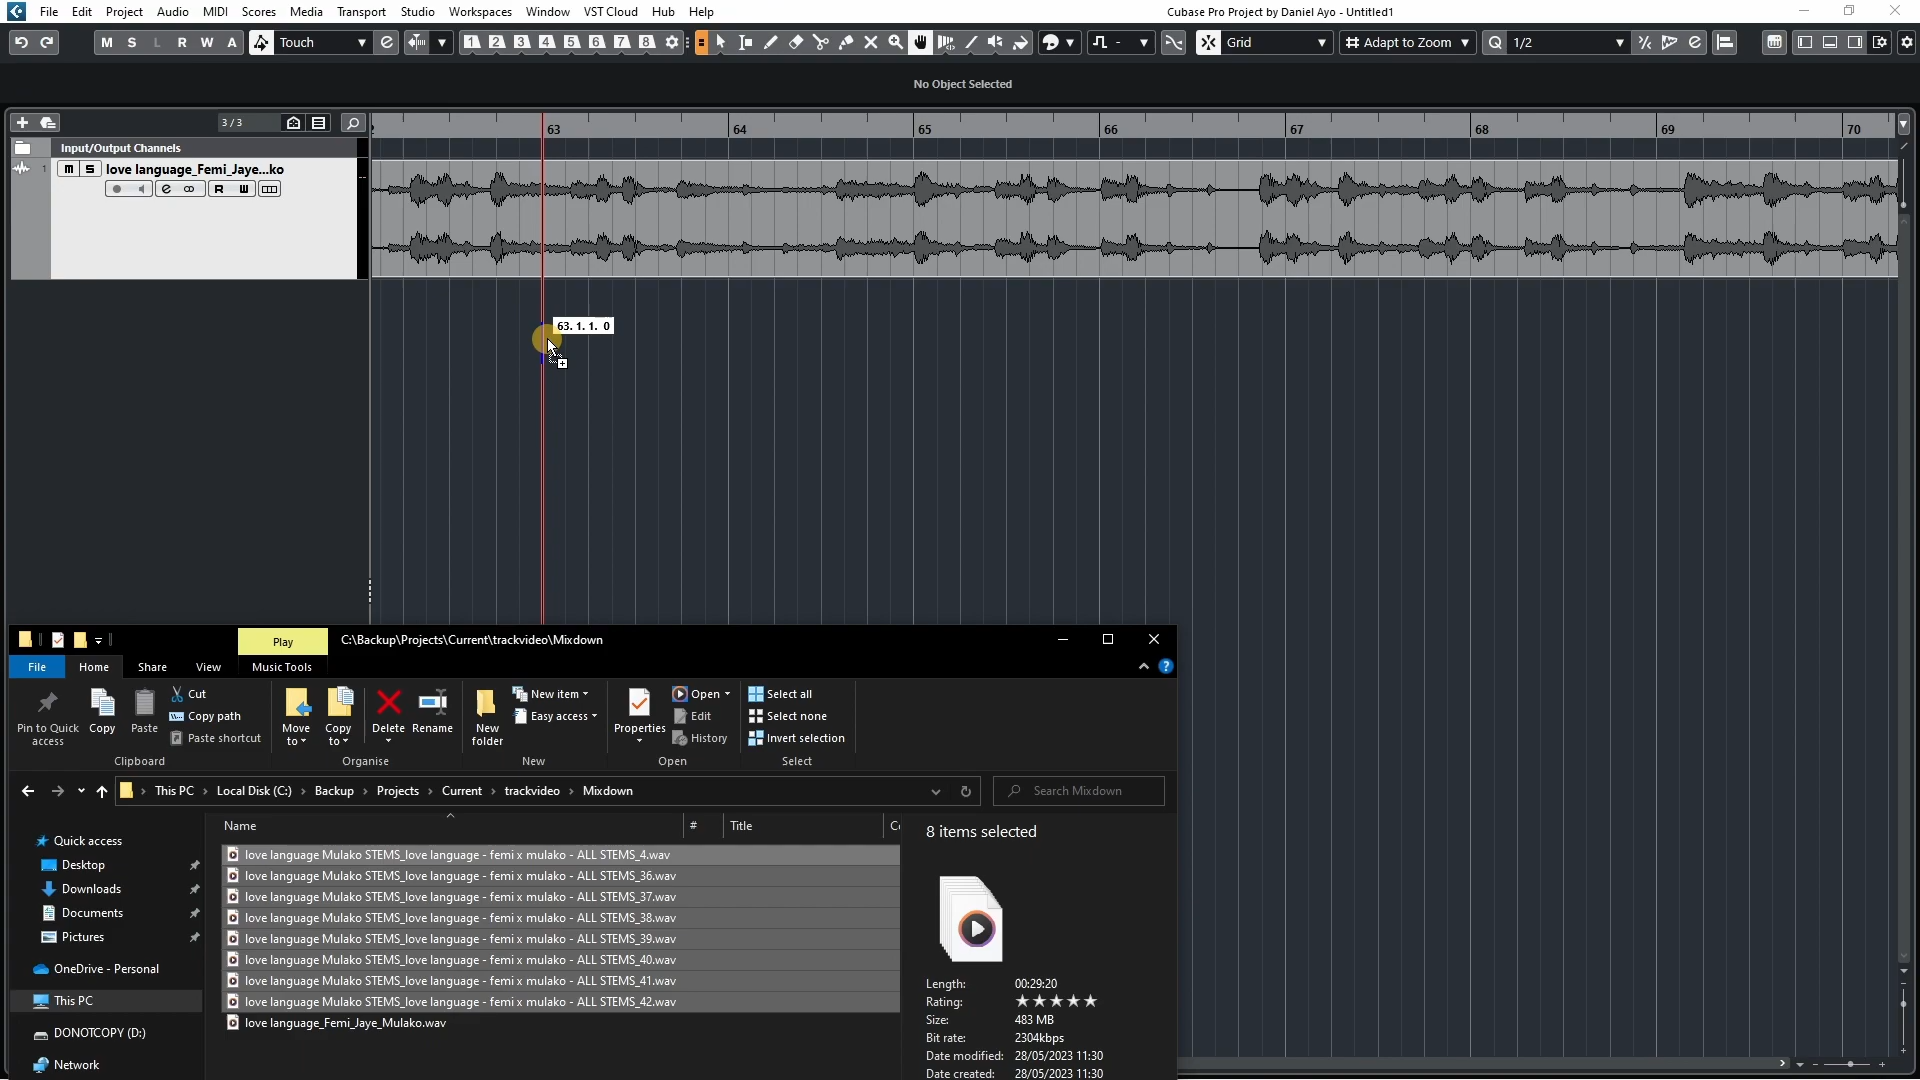 File Edit Project Audio MIDI Scores Media Transport Studio Workspaces Window VST Cloud Hub Help
Cubase Pro Project by Daniel Ayo - Untitled1
M S L R W A Touch 1 2 3 4 5 6 7 8 Grid Adapt to Zoom Q 1/2
No Object Selected
3 / 3
63 64 65 66 67 68 69 70
Input/Output Channels
1 m S love language_Femi_Jaye...ko
R W
63. 1. 1. 0
Play C:\Backup\Projects\Current\trackvideo\Mixdown
File Home Share View Music Tools
Pin to Quick access
Copy
Paste
Cut
Copy path
Paste shortcut
Clipboard
Move to
Copy to
Delete
Rename
Organise
New folder
New item
Easy access
New
Properties
Open
Edit
History
Open
Select all
Select none
Invert selection
Select
This PC Local Disk (C:) Backup Projects Current trackvideo Mixdown
Search Mixdown
Quick access
Desktop
Downloads
Documents
Pictures
OneDrive - Personal
This PC
DONOTCOPY (D:)
Network
Name # Title
love language Mulako STEMS_love language - femi x mulako - ALL STEMS_4.wav
love language Mulako STEMS_love language - femi x mulako - ALL STEMS_36.wav
love language Mulako STEMS_love language - femi x mulako - ALL STEMS_37.wav
love language Mulako STEMS_love language - femi x mulako - ALL STEMS_38.wav
love language Mulako STEMS_love language - femi x mulako - ALL STEMS_39.wav
love language Mulako STEMS_love language - femi x mulako - ALL STEMS_40.wav
love language Mulako STEMS_love language - femi x mulako - ALL STEMS_41.wav
love language Mulako STEMS_love language - femi x mulako - ALL STEMS_42.wav
love language_Femi_Jaye_Mulako.wav
8 items selected
Length: 00:29:20
Rating:
Size: 483 MB
Bit rate: 2304kbps
Date modified: 28/05/2023 11:30
Date created: 28/05/2023 11:30